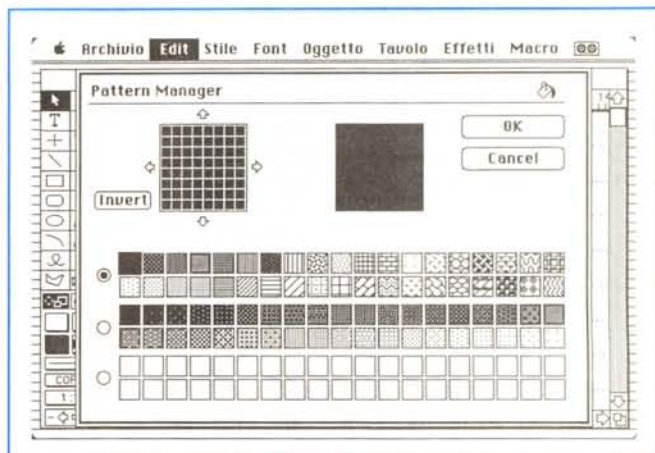 Archivio Edit Stile Font Oggetto Tavolo Effetti Macro
Pattern Manager
OK
Cancel
Invert
T